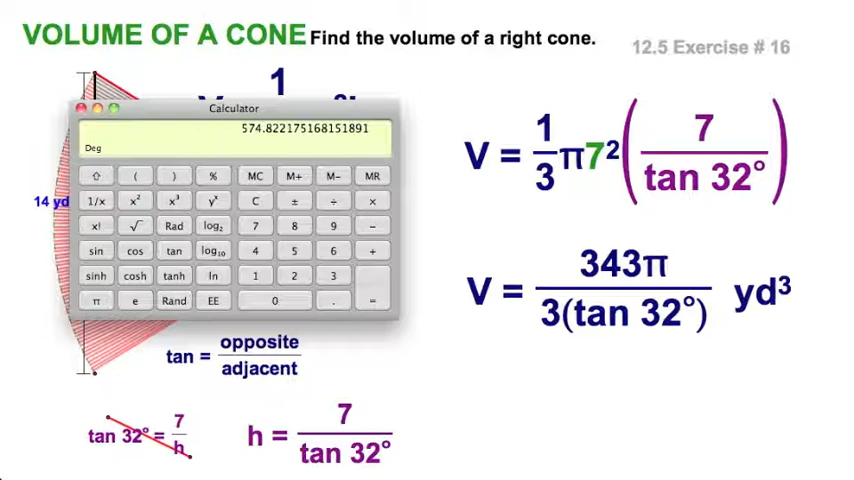 VOLUME OF A CONE Find the volume of a right cone.
12.5 Exercise # 16
1
Calculator
574.822175168151891
Deg
⇧ ( ) % MC M+ M− MR
1/x x² x³ yˣ C ± ÷ ×
x! √ Rad log₂ 7 8 9 −
sin cos tan log₁₀ 4 5 6 +
sinh cosh tanh ln 1 2 3
π e Rand EE 0 . =
14 yd
V = 1/3 π7² (7 / tan 32°)
V = 343π / 3(tan 32°) yd³
tan = opposite / adjacent
tan 32° = 7 / h
h = 7 / tan 32°